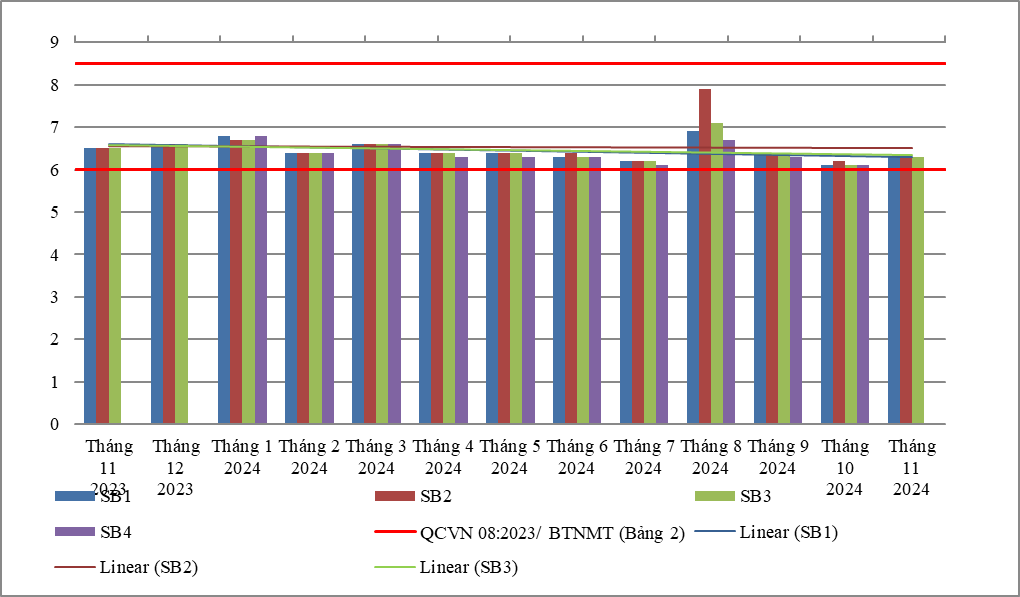 9
8
7
6
5
4
3
2
1
0
Tháng 11 2023
Tháng 12 2023
Tháng 1 2024
Tháng 2 2024
Tháng 3 2024
Tháng 4 2024
Tháng 5 2024
Tháng 6 2024
Tháng 7 2024
Tháng 8 2024
Tháng 9 2024
Tháng 10 2024
Tháng 11 2024
SB1
SB2
SB3
SB4
QCVN 08:2023/ BTNMT (Bảng 2)
Linear (SB1)
Linear (SB2)
Linear (SB3)